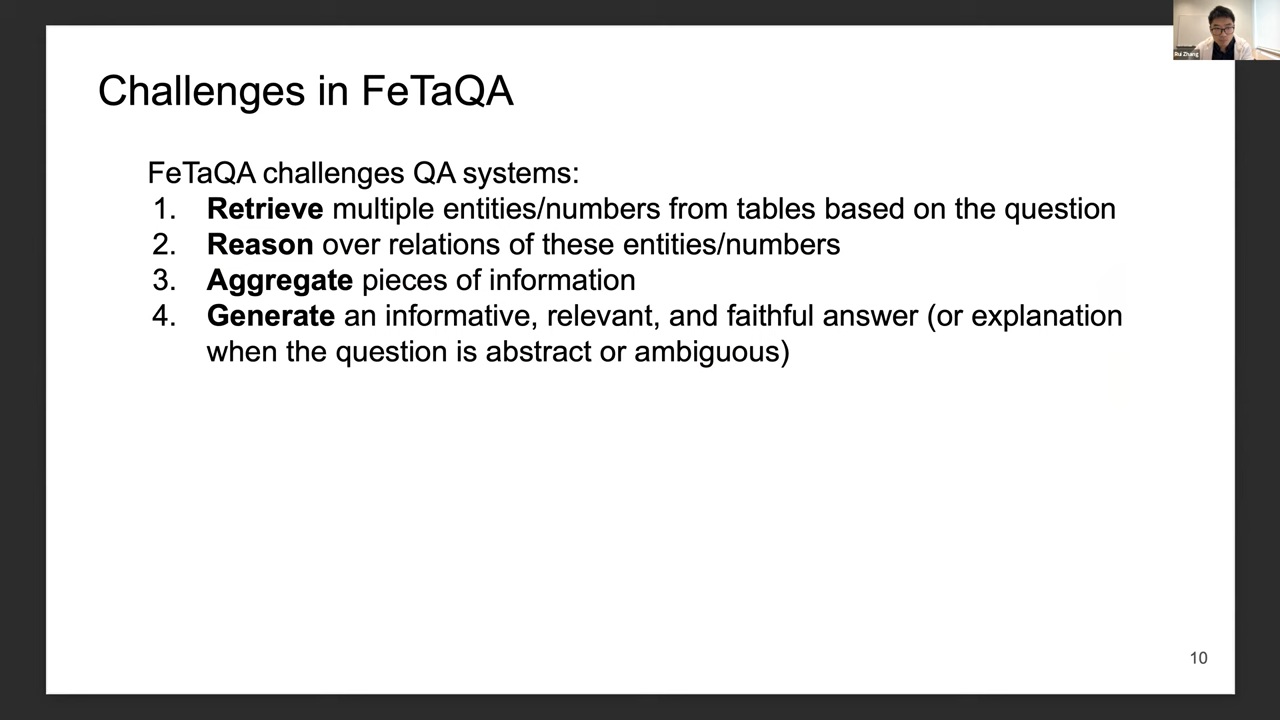 Rui Zhang
Challenges in FeTaQA
FeTaQA challenges QA systems:
1. Retrieve multiple entities/numbers from tables based on the question
2. Reason over relations of these entities/numbers
3. Aggregate pieces of information
4. Generate an informative, relevant, and faithful answer (or explanation
when the question is abstract or ambiguous)
10